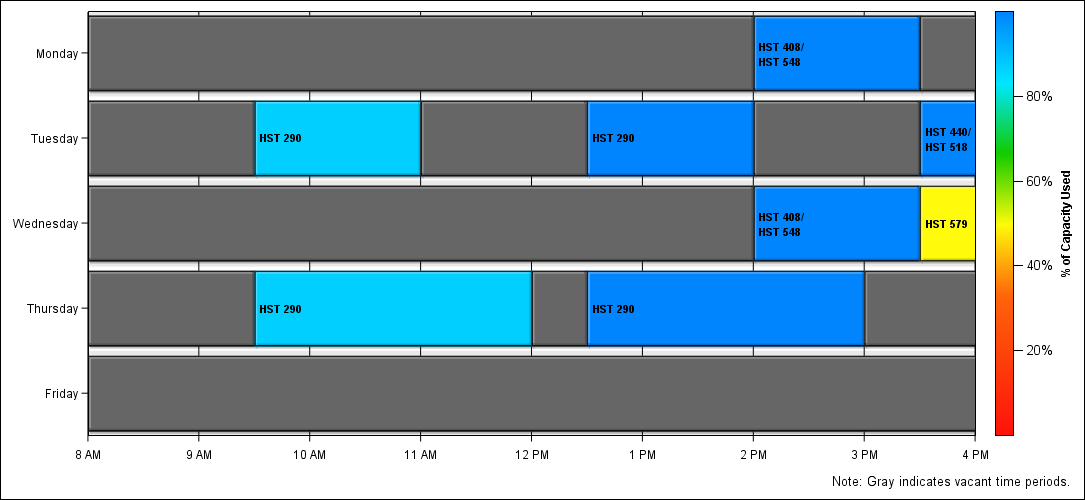 Monday
HST 408/
HST 548
Tuesday
HST 290
HST 290
HST 440/
HST 518
Wednesday
HST 408/
HST 548
HST 579
Thursday
HST 290
HST 290
Friday
8 AM
9 AM
10 AM
11 AM
12 PM
1 PM
2 PM
3 PM
4 PM
80%
60%
40%
20%
% of Capacity Used
Note: Gray indicates vacant time periods.